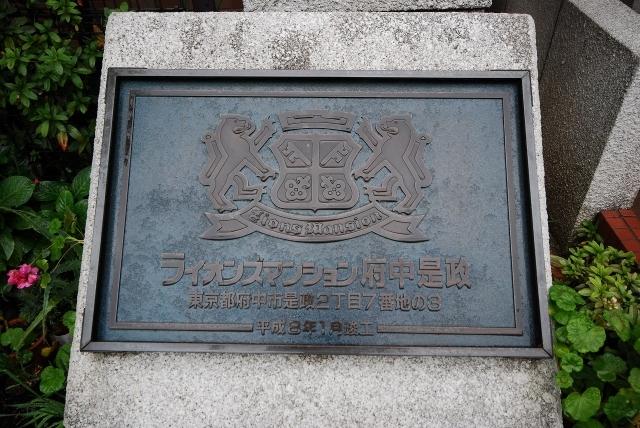 Lions Mansion
ライオンズマンション府中是政
東京都府中市是政2丁目7番地の3
平成8年1月竣工